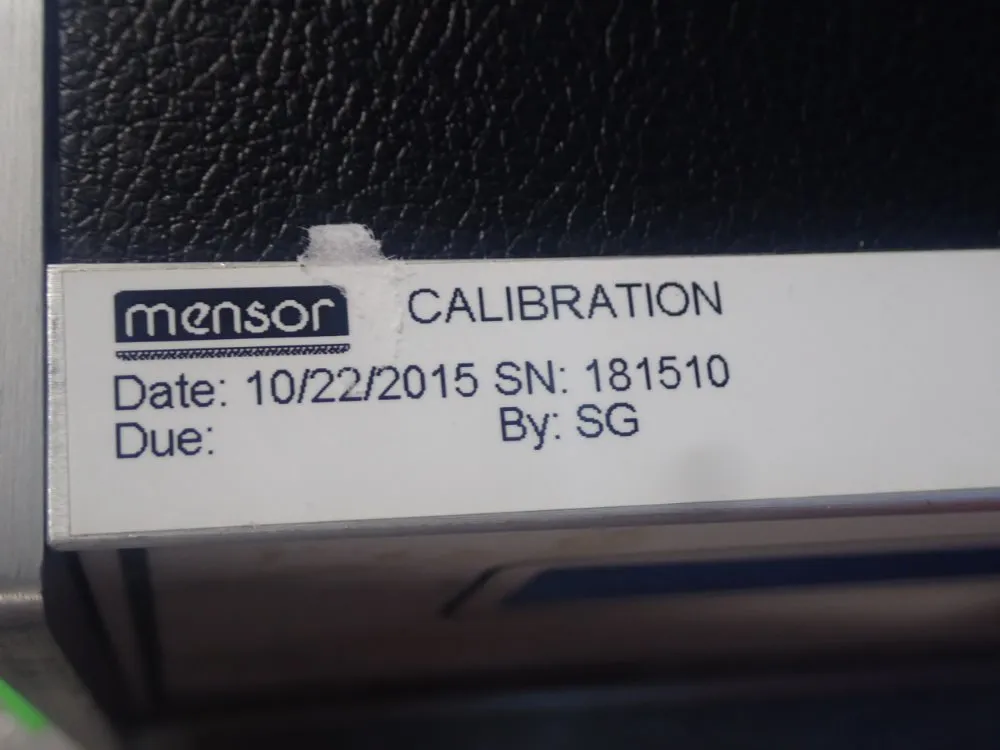 mensor CALIBRATION
Date: 10/22/2015 SN: 181510
Due: By: SG